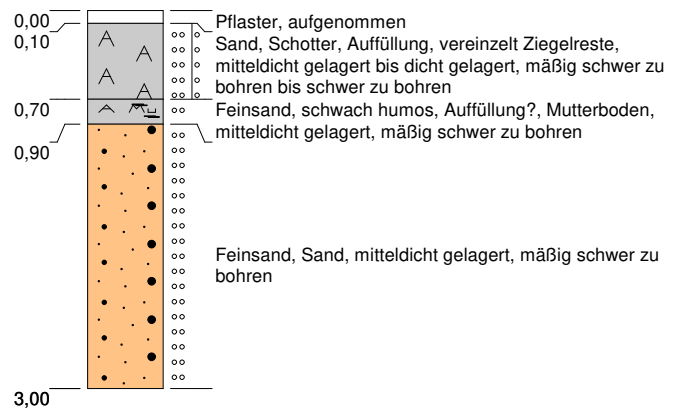 0,00
Pflaster, aufgenommen
0,10
Sand, Schotter, Auffüllung, vereinzelt Ziegelreste,
mitteldicht gelagert bis dicht gelagert, mäßig schwer zu
bohren bis schwer zu bohren
0,70
Feinsand, schwach humos, Auffüllung?, Mutterboden,
mitteldicht gelagert, mäßig schwer zu bohren
0,90
Feinsand, Sand, mitteldicht gelagert, mäßig schwer zu
bohren
3,00